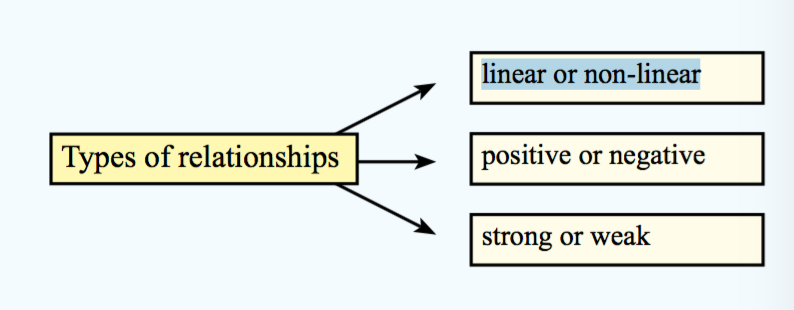 Types of relationships
linear or non-linear
positive or negative
strong or weak